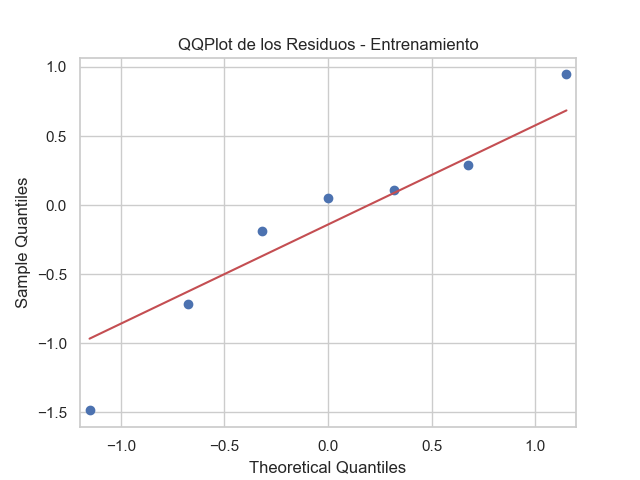 QQPlot de los Residuos - Entrenamiento
1.0
0.5
0.0
−0.5
−1.0
−1.5
Sample Quantiles
−1.0 −0.5 0.0 0.5 1.0
Theoretical Quantiles